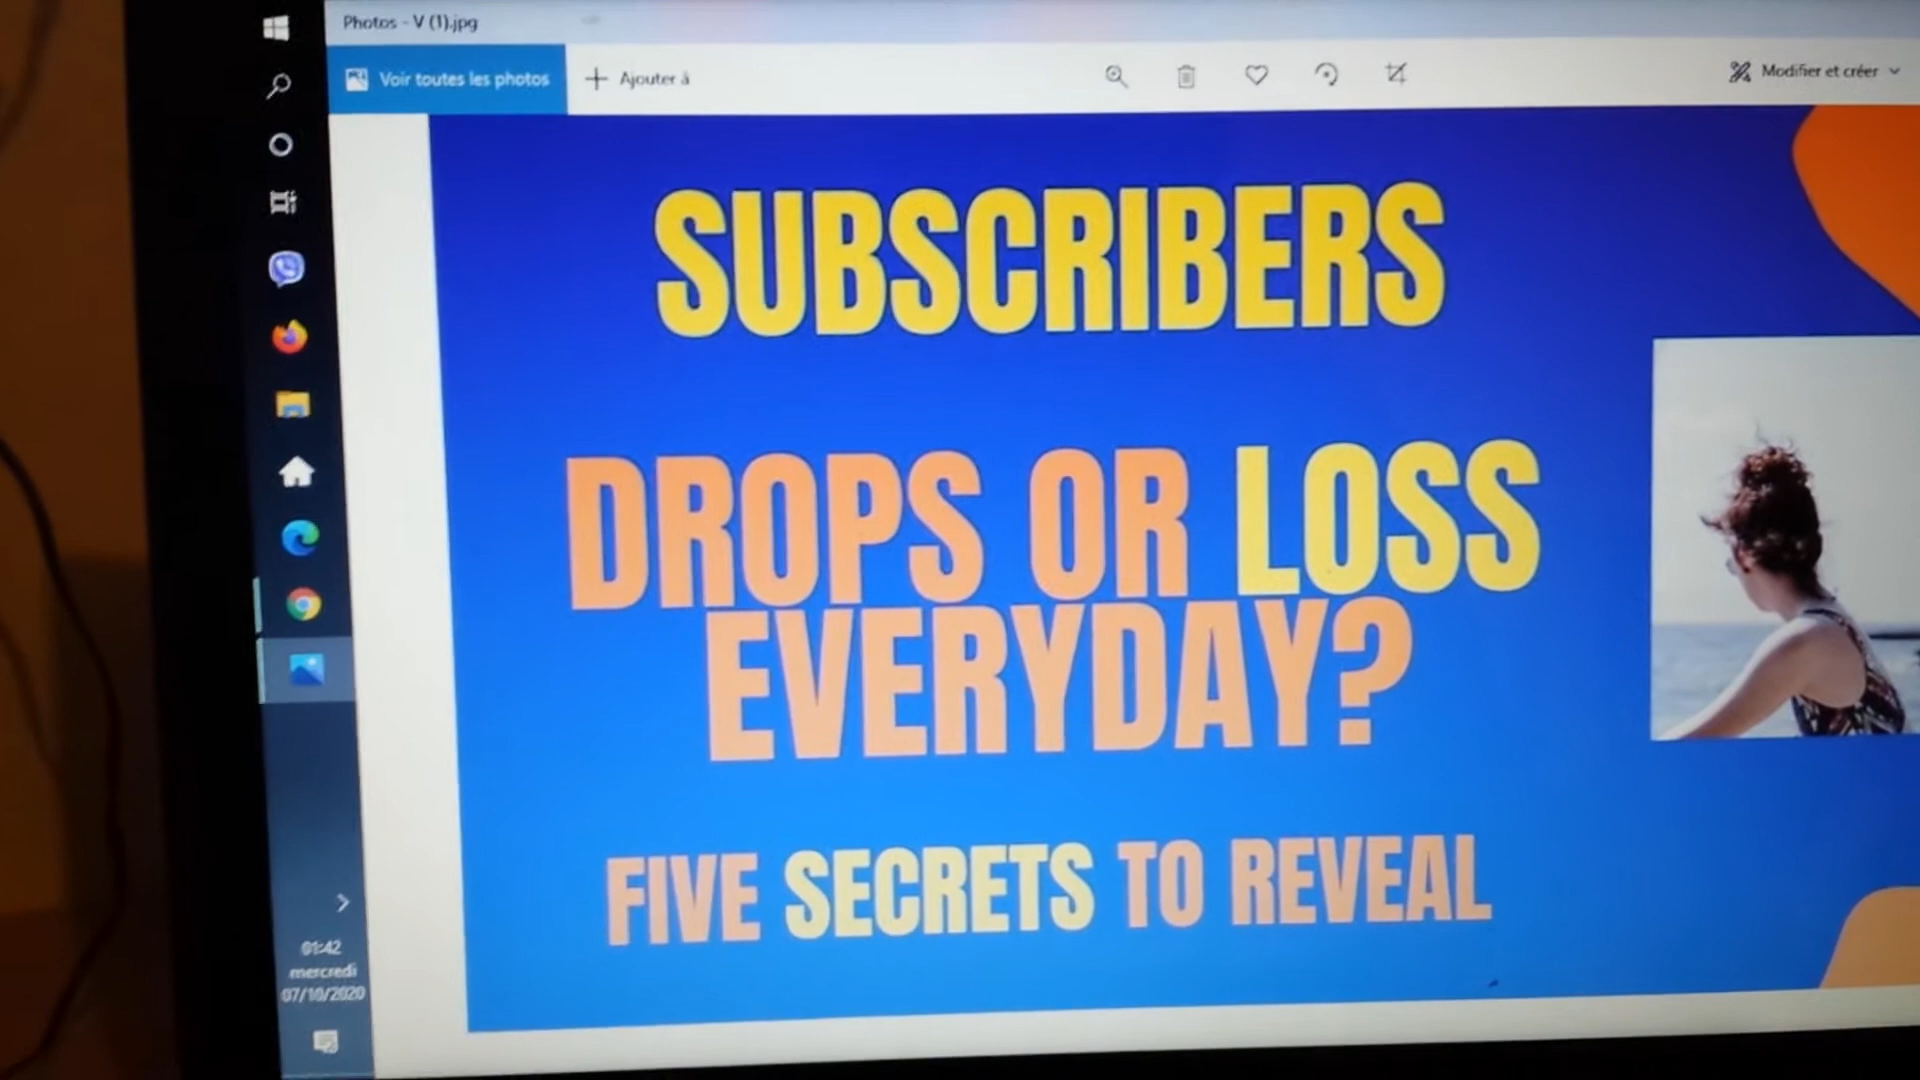 Photos - V (1).jpg
Voir toutes les photos
Ajouter à
Modifier et créer
SUBSCRIBERS
DROPS OR LOSS
EVERYDAY?
FIVE SECRETS TO REVEAL
01:42
mercredi
07/10/2020